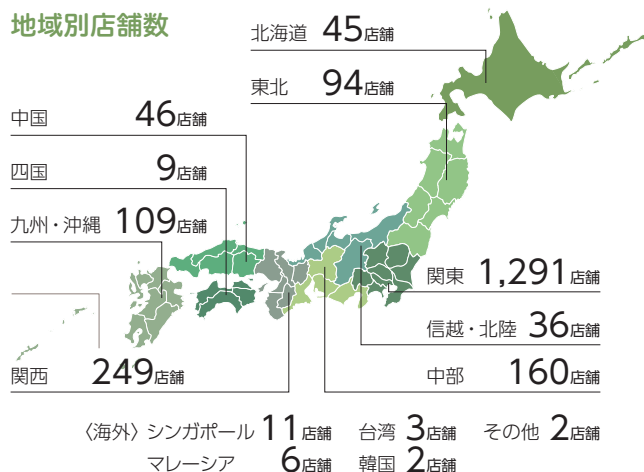 地域別店舗数
北海道 45店舗
東北 94店舗
中国 46店舗
四国 9店舗
九州・沖縄 109店舗
関東 1,291店舗
信越・北陸 36店舗
関西 249店舗
中部 160店舗
〈海外〉 シンガポール 11店舗 台湾 3店舗 その他 2店舗
マレーシア 6店舗 韓国 2店舗